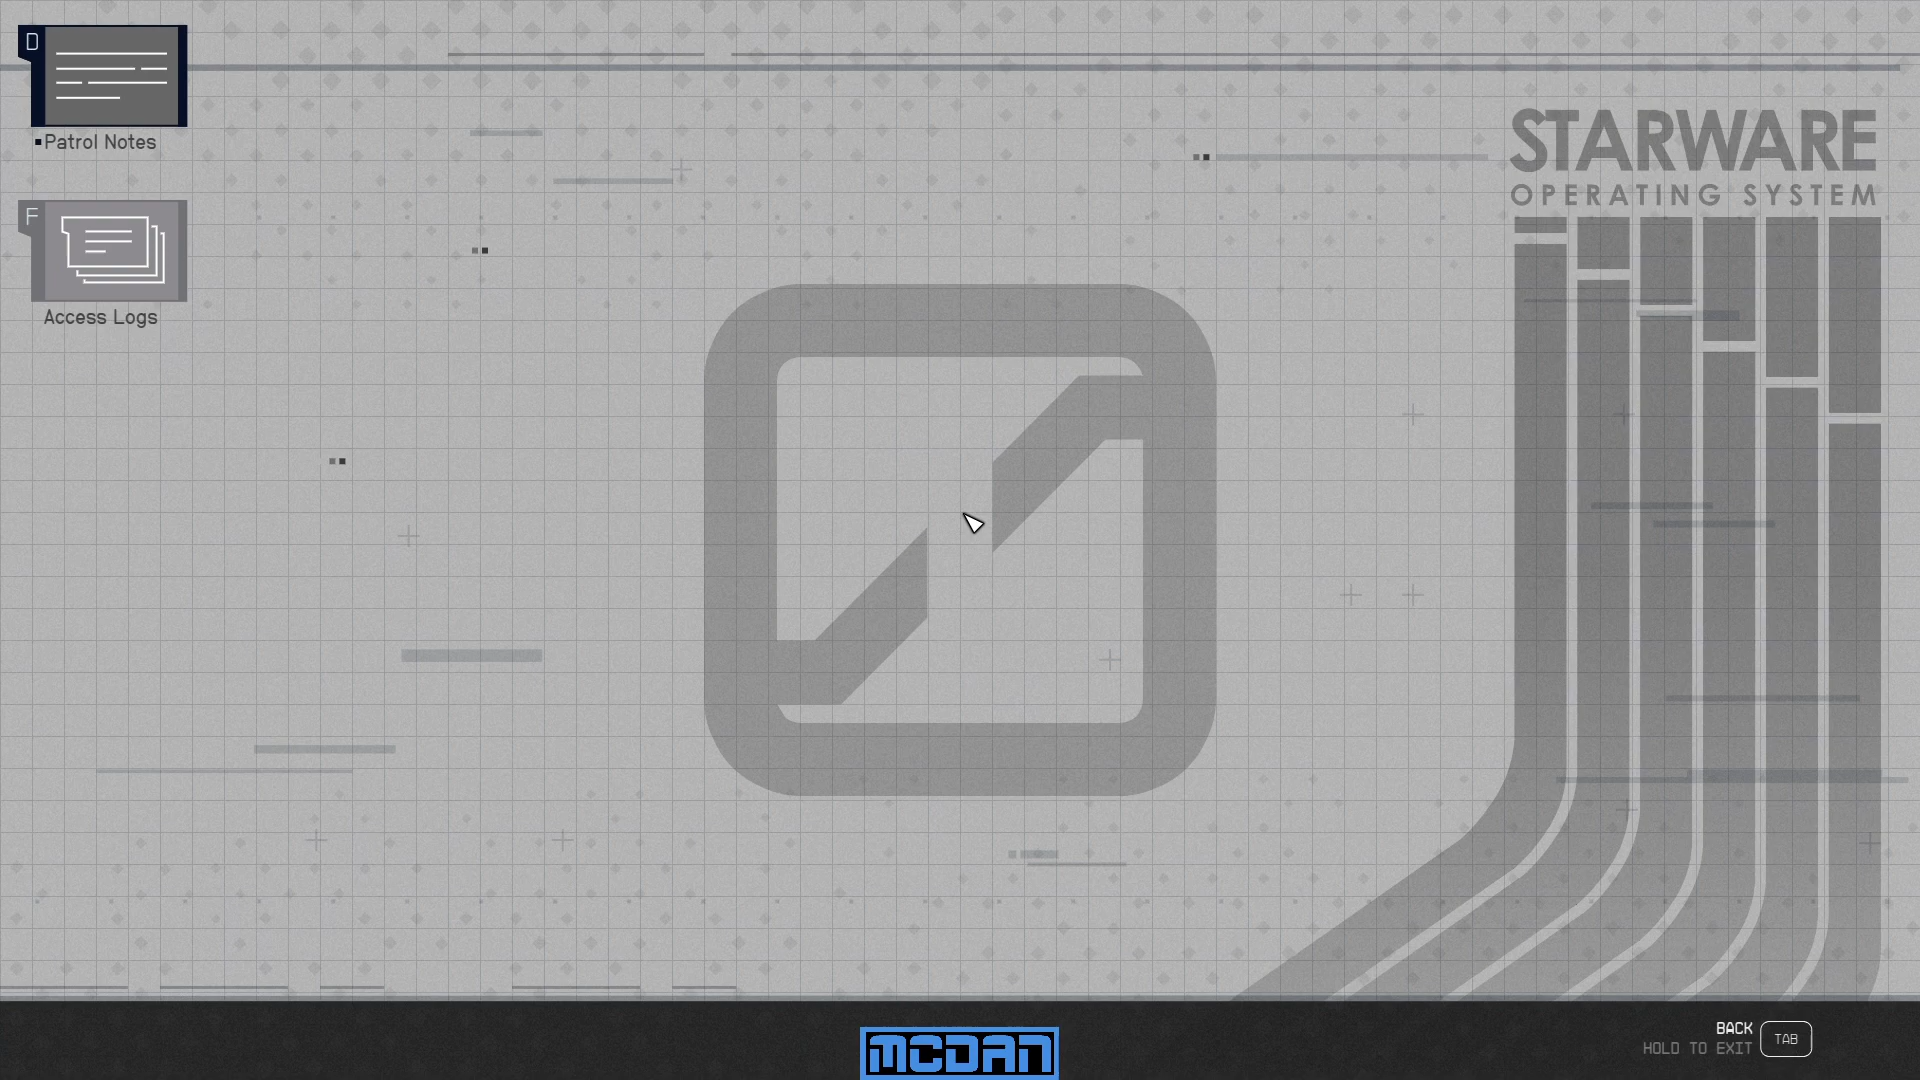 D
Patrol Notes
F
Access Logs
STARWARE
OPERATING SYSTEM
MCDAN
BACK
HOLD TO EXIT
TAB